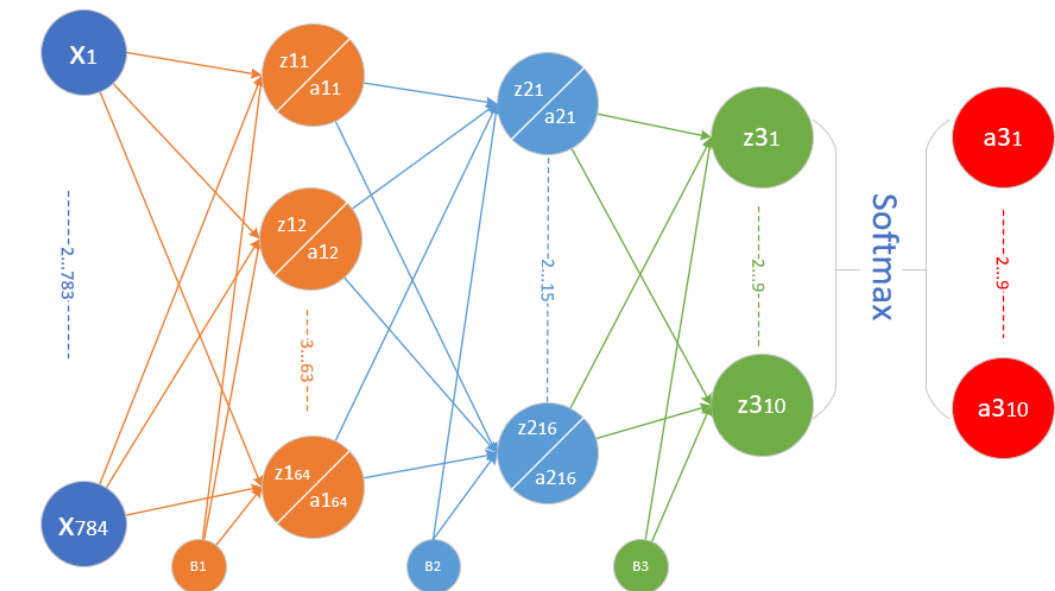 X1
2...783
X784
z11
a11
z12
a12
3...63
z164
a164
B1
z21
a21
2...15
z216
a216
B2
z31
2...9
z310
B3
Softmax
a31
2...9
a310